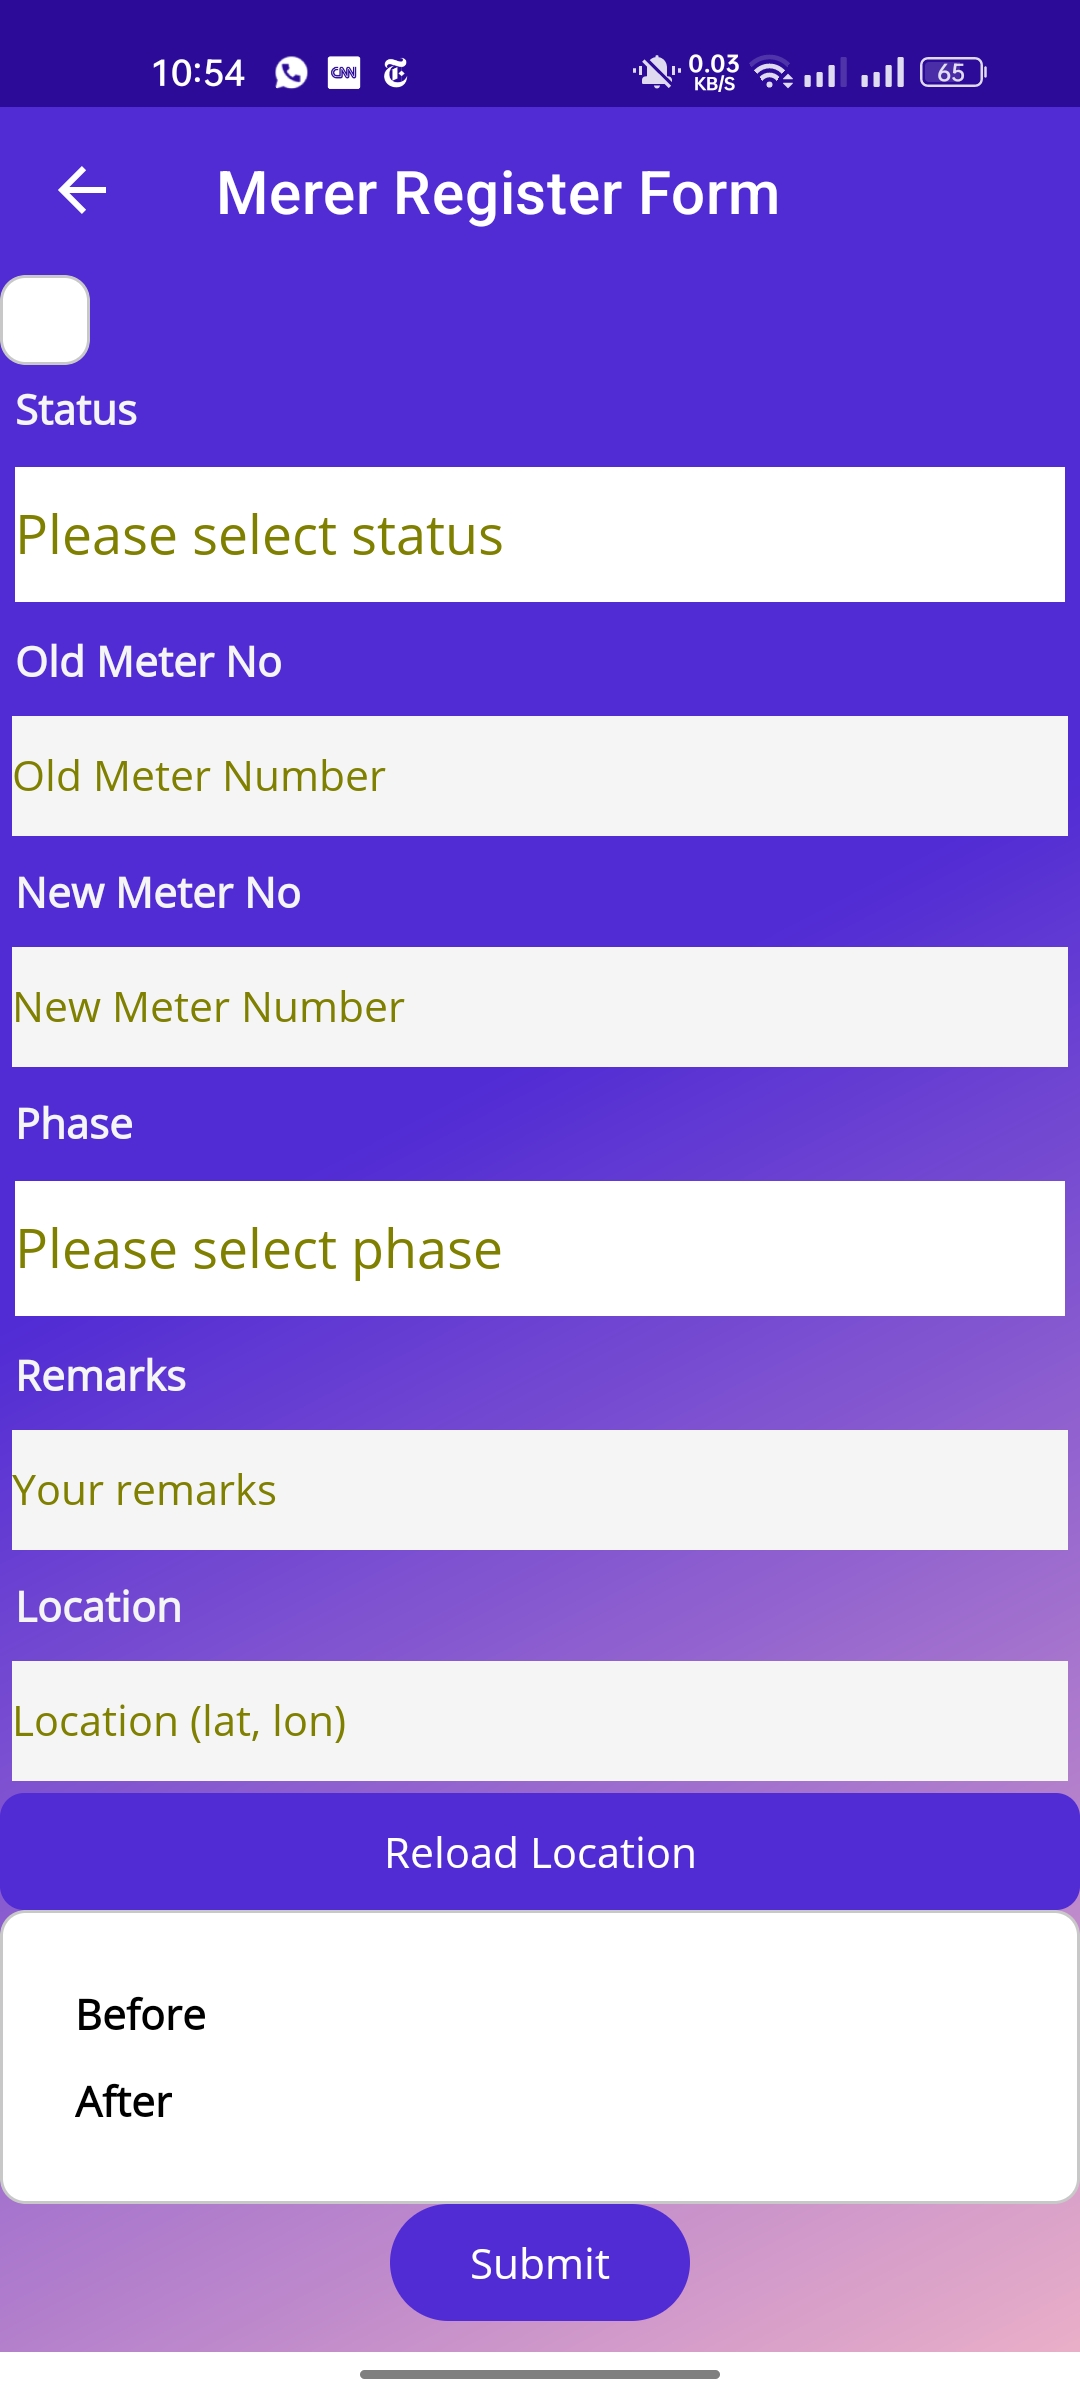 10:54 CNN 0.03 KB/S 65
Merer Register Form
Status
Please select status
Old Meter No
Old Meter Number
New Meter No
New Meter Number
Phase
Please select phase
Remarks
Your remarks
Location
Location (lat, lon)
Reload Location
Before
After
Submit